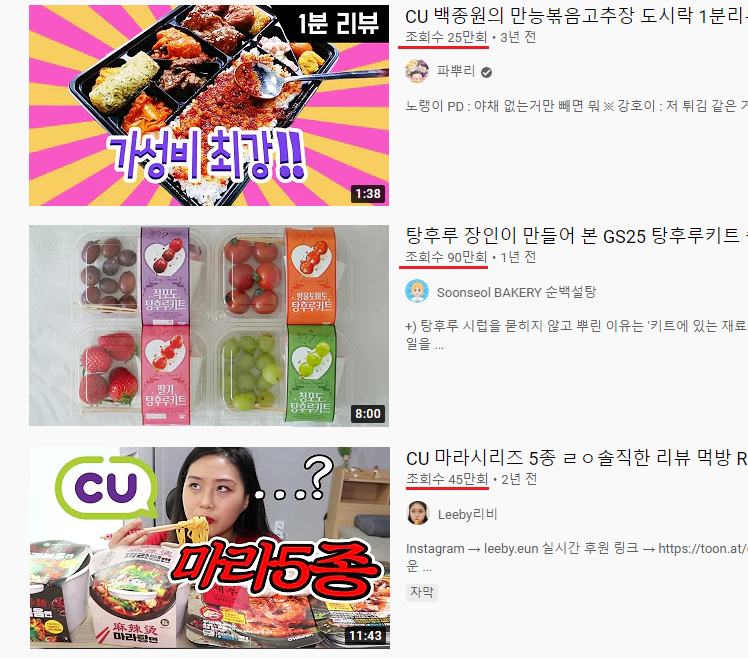 1분 리뷰
가성비 최강!!
1:38
CU 백종원의 만능볶음고추장 도시락 1분리
조회수 25만회 • 3년 전
파뿌리
노랭이 PD : 야채 없는거만 빼면 뭐 ※ 강호이 : 저 튀김 같은
적포도
탕후루키트
방울토마토
탕후루키트
딸기
탕후루키트
청포도
탕후루키트
8:00
탕후루 장인이 만들어 본 GS25 탕후루키트
조회수 90만회 • 1년 전
Soonseol BAKERY 순백설탕
+) 탕후루 시럽을 묻히지 않고 뿌린 이유는 '키트에 있는 재료
일을 ...
CU
...?
마라5종
麻辣烫
마라탕면
11:43
CU 마라시리즈 5종 ㄹㅇ솔직한 리뷰 먹방 R
조회수 45만회 • 2년 전
Leeby리비
Instagram → leeby.eun 실시간 후원 링크 → https://toon.at/
운 ...
자막